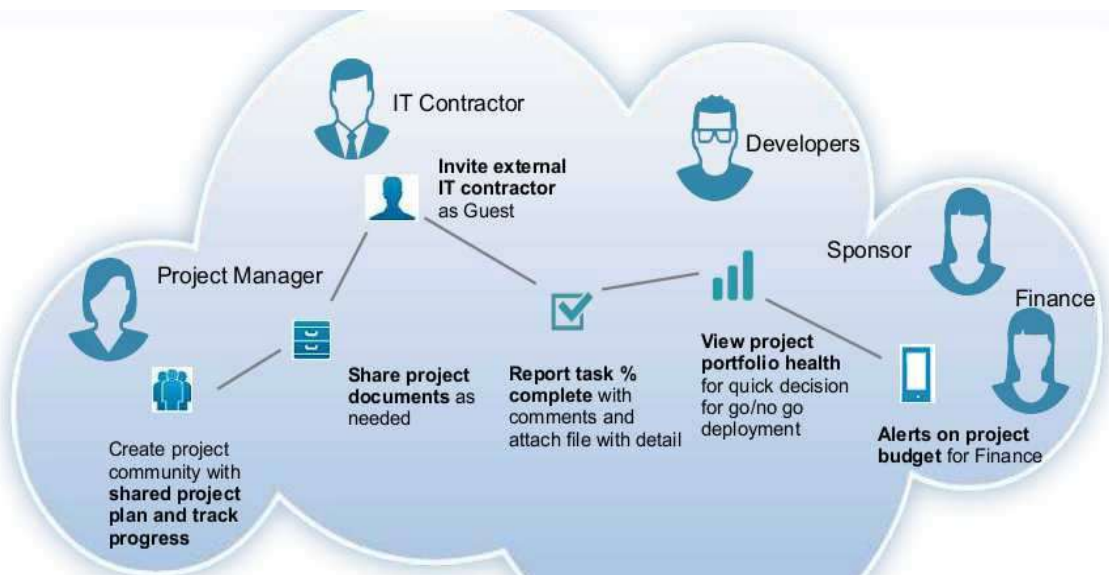 IT Contractor
Invite external
IT contractor
as Guest
Developers
Sponsor
Finance
Project Manager
Share project
documents as
needed
Report task %
complete with
comments and
attach file with detail
View project
portfolio health
for quick decision
for go/no go
deployment
Alerts on project
budget for Finance
Create project
community with
shared project
plan and track
progress